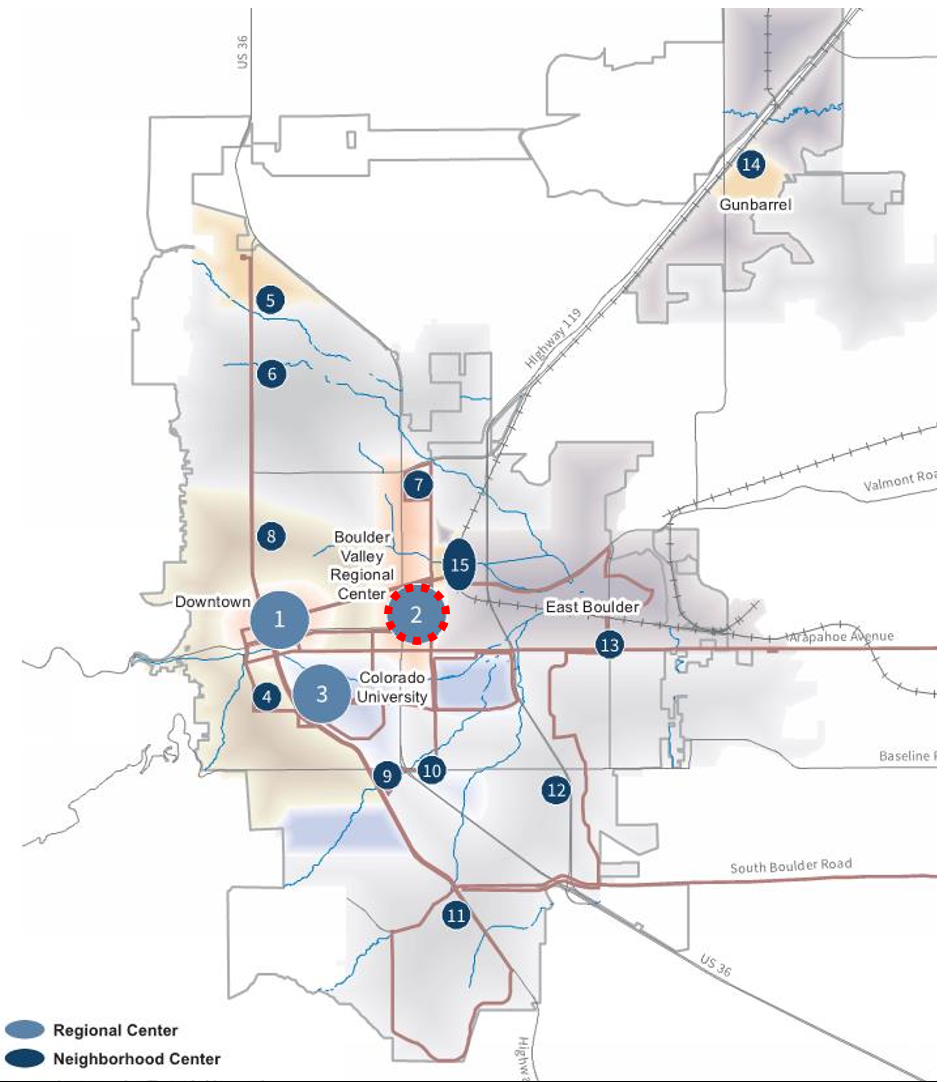 US 36
14
Gunbarrel
5
Highway 119
6
7
Valmont Roa
8
Boulder
Valley
Regional
Center
15
Downtown
1
2
East Boulder
13
Arapahoe Avenue
4
3
Colorado
University
9
10
Baseline R
12
South Boulder Road
11
US 36
Highwa
Regional Center
Neighborhood Center